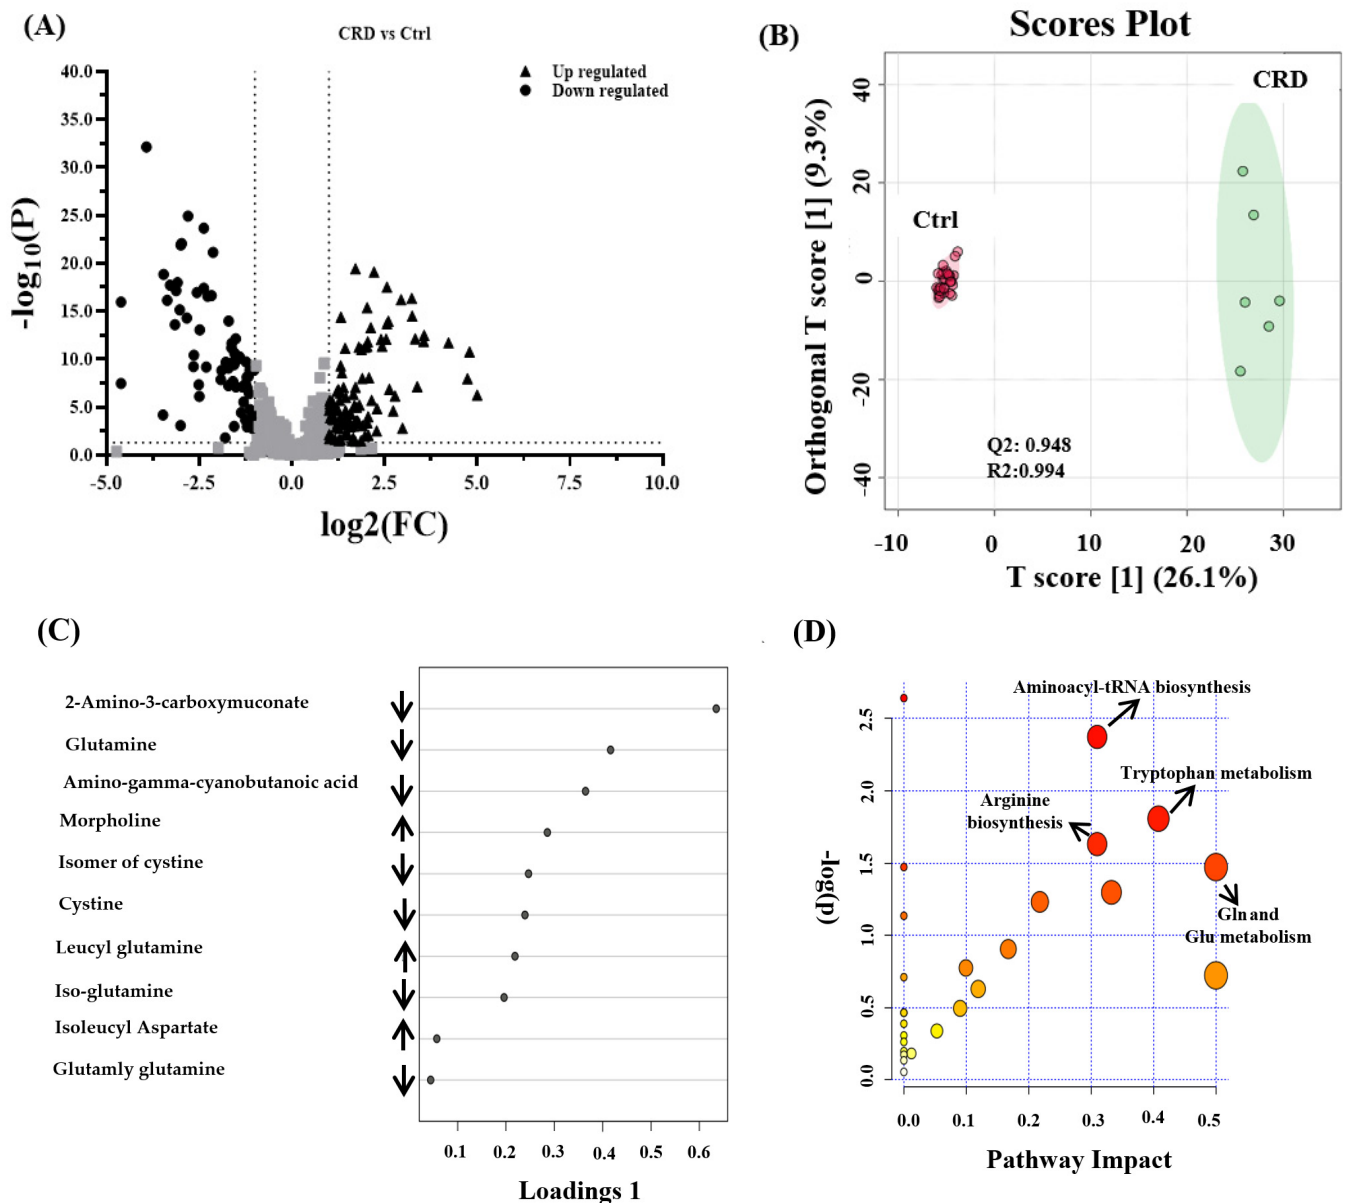 (A)
CRD vs Ctrl
Up regulated
Down regulated
40.0
35.0
30.0
25.0
20.0
15.0
10.0
5.0
0.0
-log10(P)
-5.0 -2.5 0.0 2.5 5.0 7.5 10.0
log2(FC)
(B)
Scores Plot
CRD
Ctrl
Q2: 0.948
R2:0.994
40
20
0
-20
-40
Orthogonal T score [1] (9.3%)
-10 0 10 20 30
T score [1] (26.1%)
(C)
2-Amino-3-carboxymuconate
Glutamine
Amino-gamma-cyanobutanoic acid
Morpholine
Isomer of cystine
Cystine
Leucyl glutamine
Iso-glutamine
Isoleucyl Aspartate
Glutamly glutamine
0.1 0.2 0.3 0.4 0.5 0.6
Loadings 1
(D)
Aminoacyl-tRNA biosynthesis
Tryptophan metabolism
Arginine
biosynthesis
Gln and
Glu metabolism
2.5
2.0
1.5
1.0
0.5
0.0
-log(p)
0.0 0.1 0.2 0.3 0.4 0.5
Pathway Impact